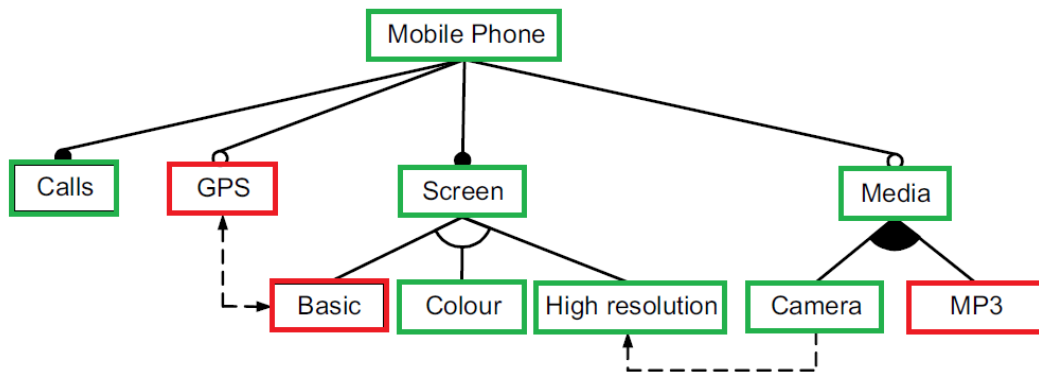 Mobile Phone
Calls
GPS
Screen
Media
Basic
Colour
High resolution
Camera
MP3